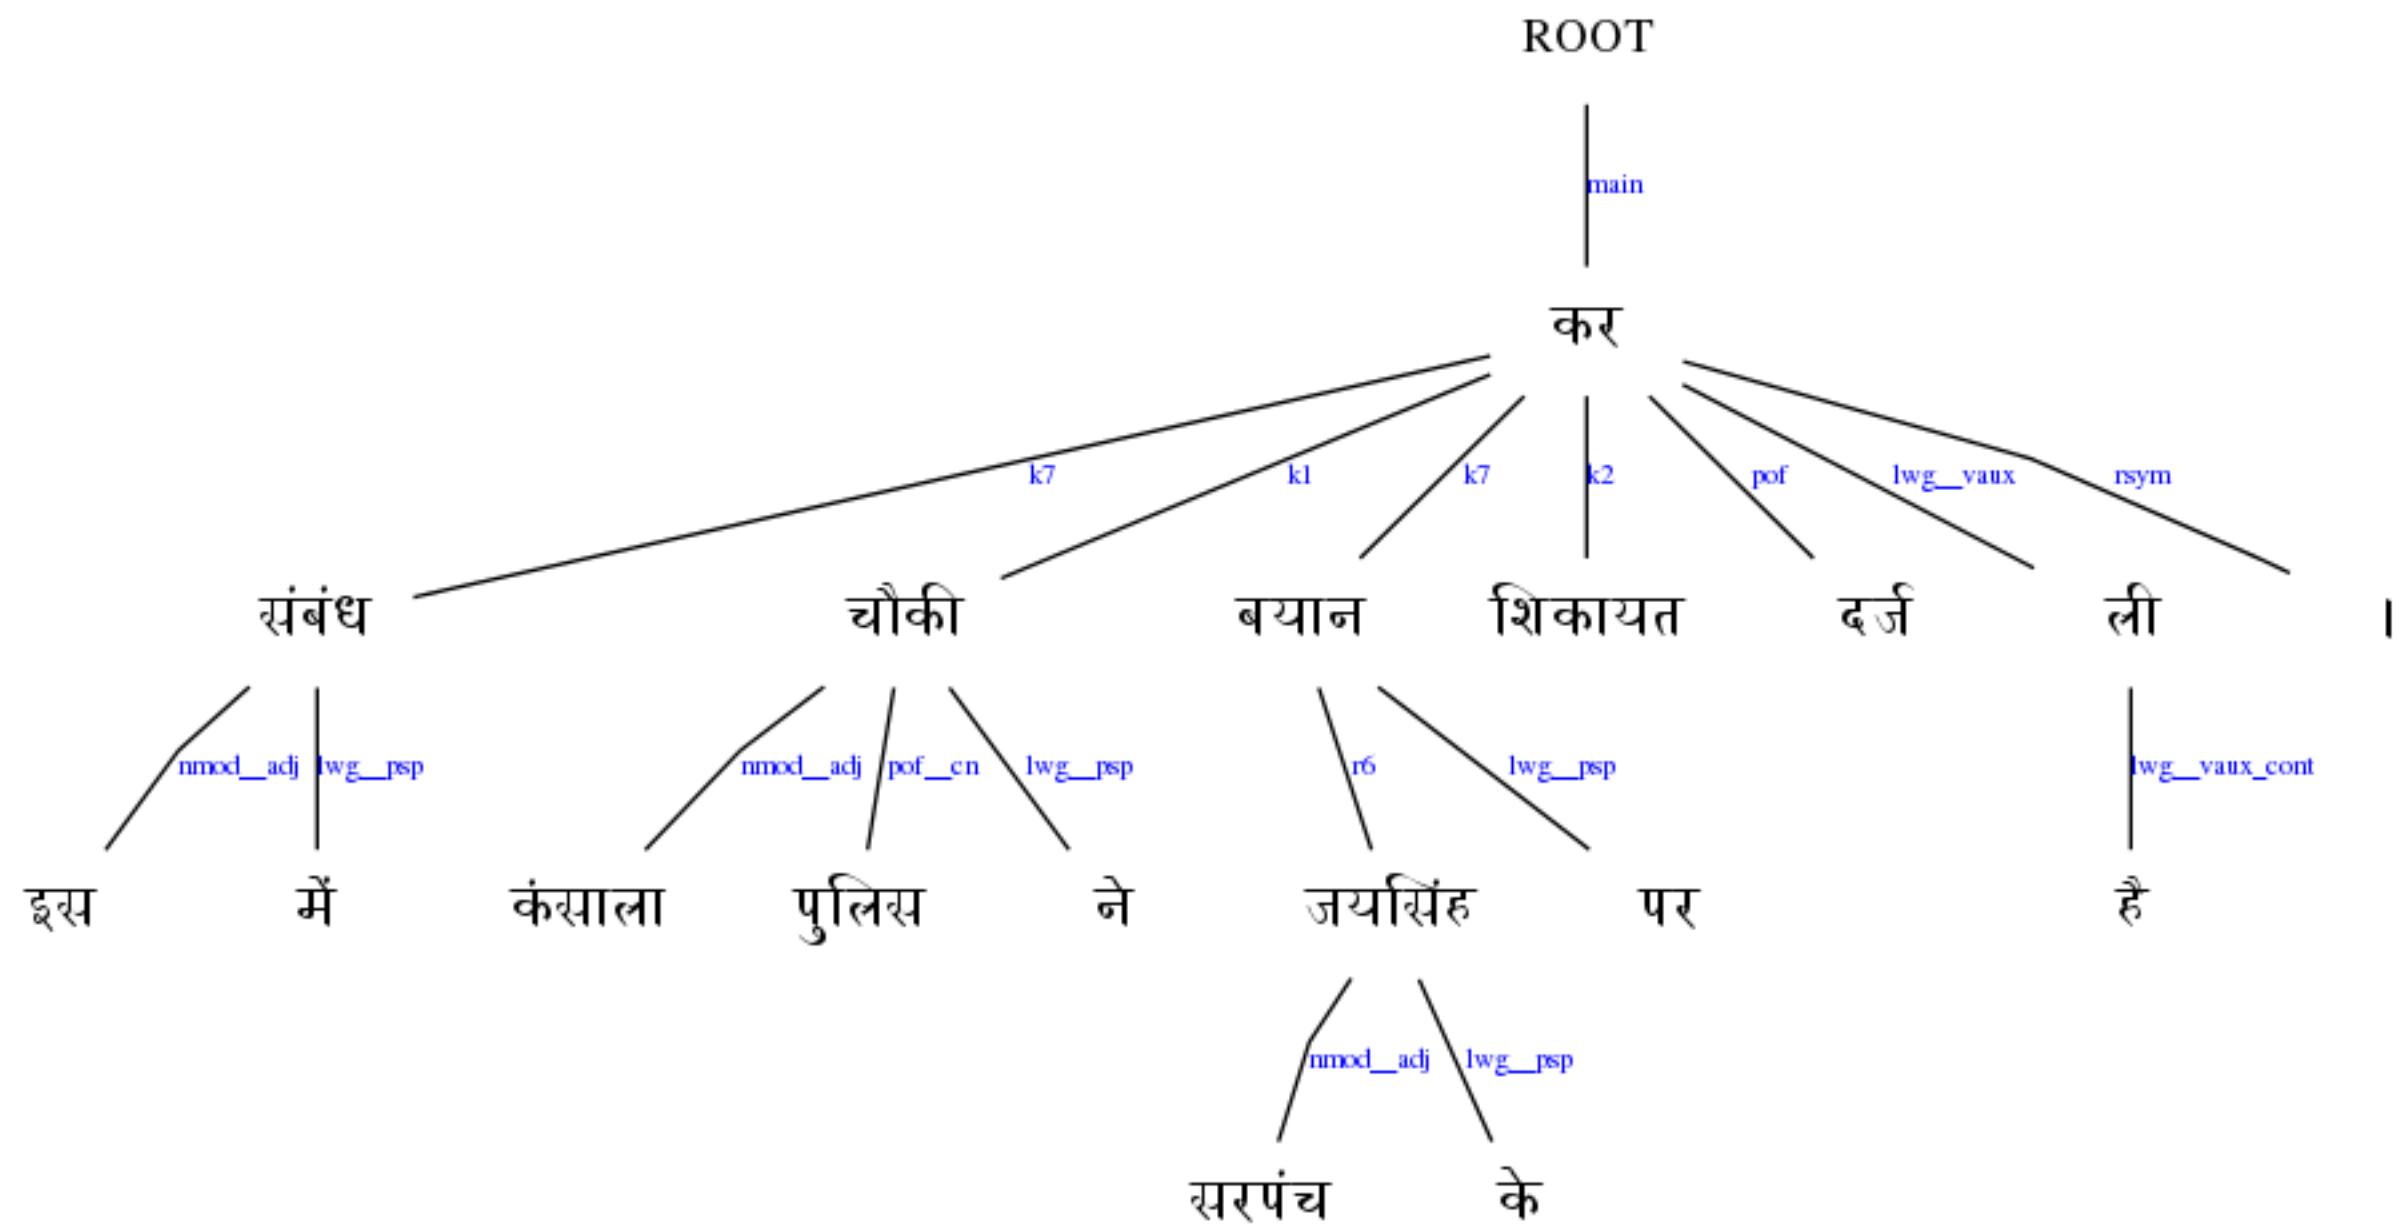 ROOT
main
कर
k7 k1 k7 k2 pof lwg__vaux rsym
संबंध चौकी बयान शिकायत दर्ज ली ।
nmod__adj lwg__psp nmod__adj pof__cn lwg__psp r6 lwg__psp lwg__vaux_cont
इस में कंसाला पुलिस ने जयसिंह पर है
nmod__adj lwg__psp
सरपंच के